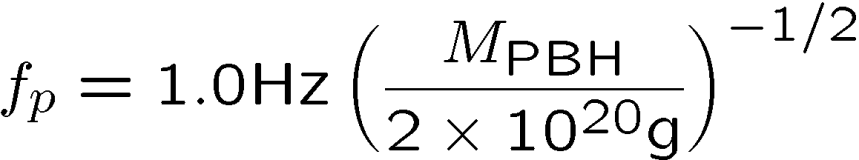 f_p = 1.0Hz (M_PBH / 2 × 10^20 g)^−1/2